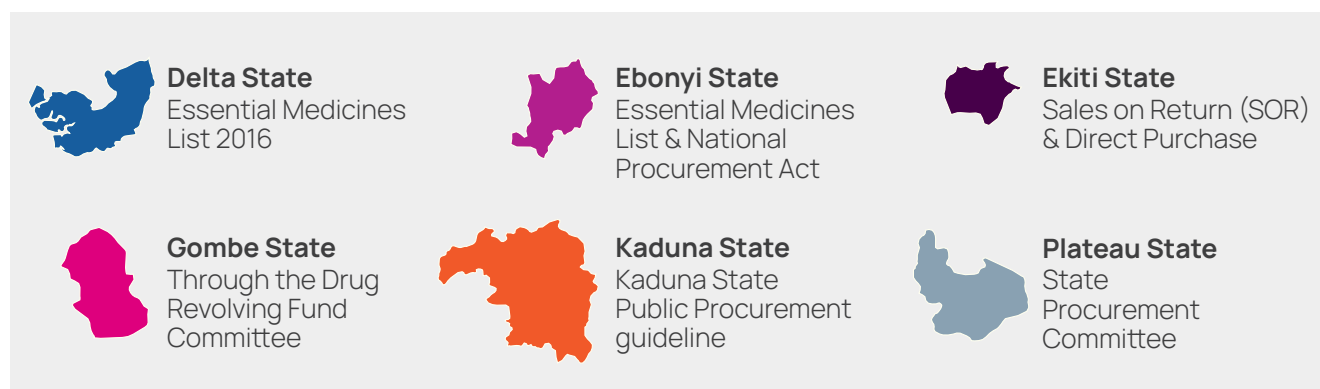 Delta State
Essential Medicines
List 2016
Ebonyi State
Essential Medicines
List & National
Procurement Act
Ekiti State
Sales on Return (SOR)
& Direct Purchase
Gombe State
Through the Drug
Revolving Fund
Committee
Kaduna State
Kaduna State
Public Procurement
guideline
Plateau State
State
Procurement
Committee